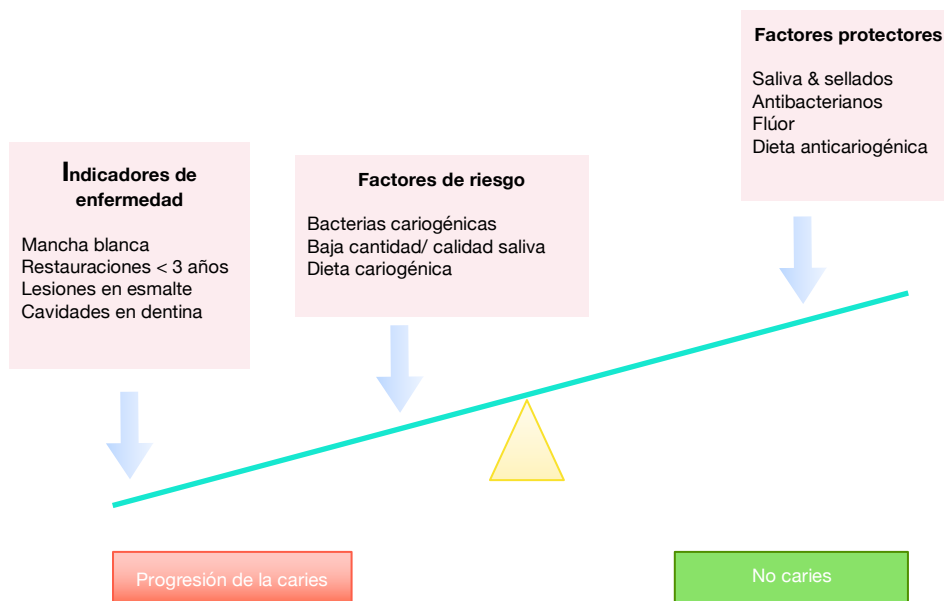 Factores protectores
Saliva & sellados
Antibacterianos
Flúor
Dieta anticariogénica
Indicadores de
enfermedad
Mancha blanca
Restauraciones < 3 años
Lesiones en esmalte
Cavidades en dentina
Factores de riesgo
Bacterias cariogénicas
Baja cantidad/ calidad saliva
Dieta cariogénica
Progresión de la caries
No caries